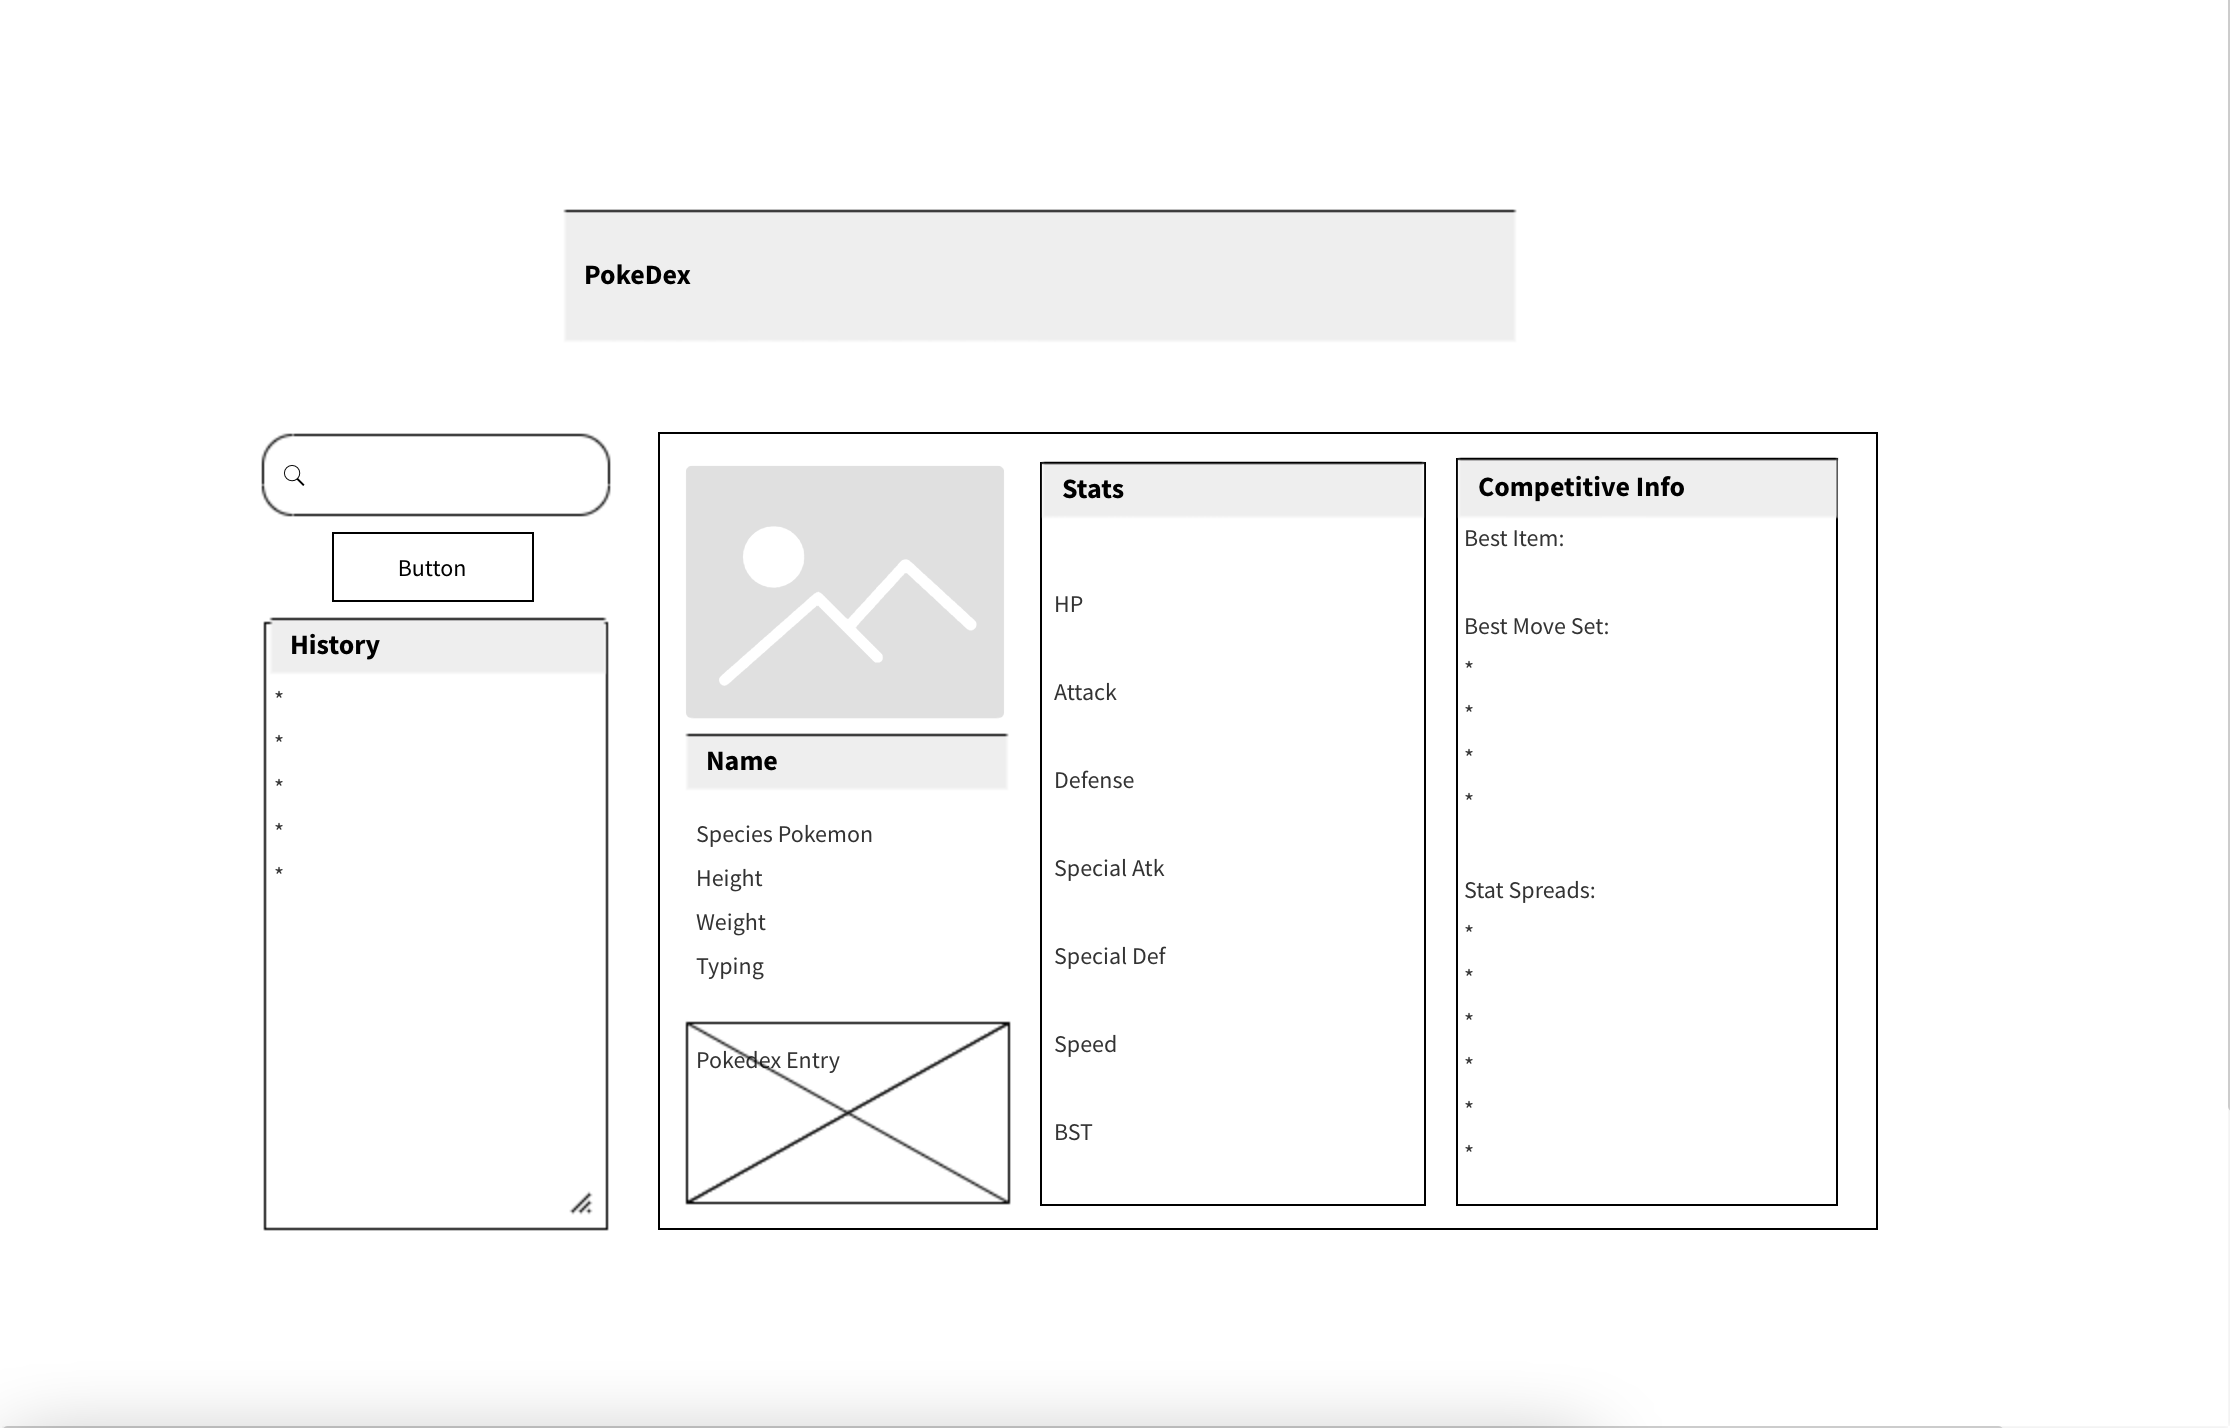 PokeDex
Button
History
*
*
*
*
*
Name
Species Pokemon
Height
Weight
Typing
Pokedex Entry
Stats
HP
Attack
Defense
Special Atk
Special Def
Speed
BST
Competitive Info
Best Item:
Best Move Set:
*
*
*
*
Stat Spreads:
*
*
*
*
*
*